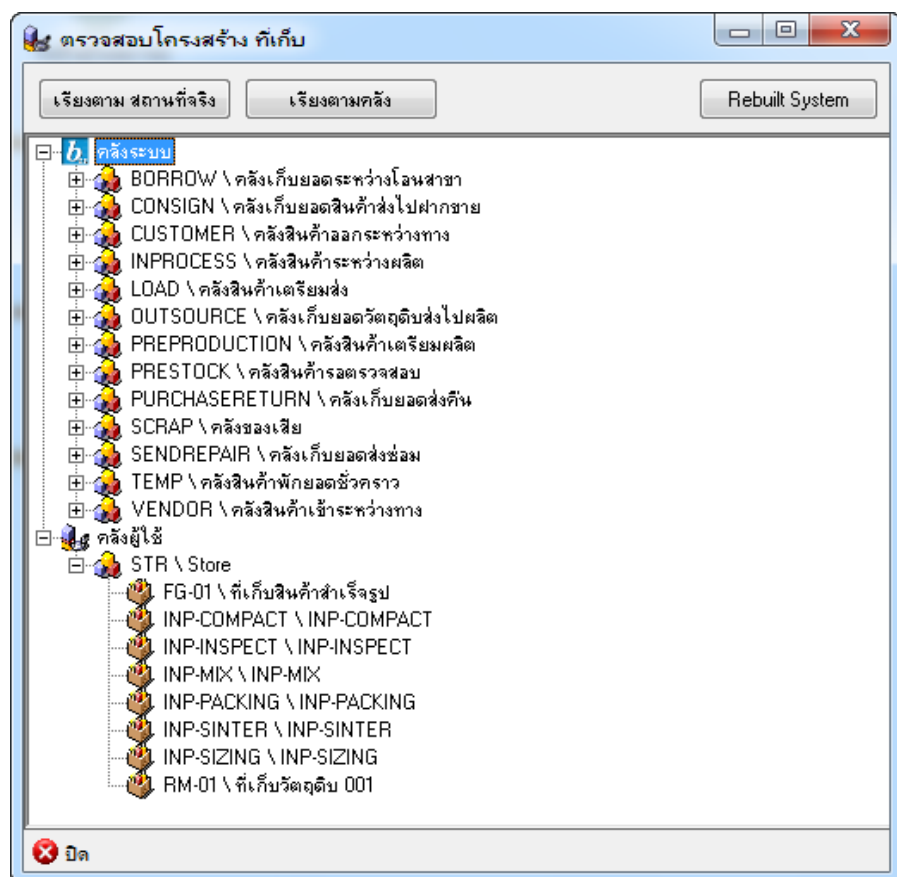 ตรวจสอบโครงสร้าง ที่เก็บ
เรียงตาม สถานที่จริง เรียงตามคลัง Rebuilt System
คลังระบบ
BORROW \ คลังเก็บยอดระหว่างโอนสาขา
CONSIGN \ คลังเก็บยอดสินค้าส่งไปฝากขาย
CUSTOMER \ คลังสินค้าออกระหว่างทาง
INPROCESS \ คลังสินค้าระหว่างผลิต
LOAD \ คลังสินค้าเตรียมส่ง
OUTSOURCE \ คลังเก็บยอดวัตถุดิบส่งไปผลิต
PREPRODUCTION \ คลังสินค้าเตรียมผลิต
PRESTOCK \ คลังสินค้ารอตรวจสอบ
PURCHASERETURN \ คลังเก็บยอดส่งคืน
SCRAP \ คลังของเสีย
SENDREPAIR \ คลังเก็บยอดส่งซ่อม
TEMP \ คลังสินค้าพักยอดชั่วคราว
VENDOR \ คลังสินค้าเข้าระหว่างทาง
คลังผู้ใช้
STR \ Store
FG-01 \ ที่เก็บสินค้าสำเร็จรูป
INP-COMPACT \ INP-COMPACT
INP-INSPECT \ INP-INSPECT
INP-MIX \ INP-MIX
INP-PACKING \ INP-PACKING
INP-SINTER \ INP-SINTER
INP-SIZING \ INP-SIZING
RM-01 \ ที่เก็บวัตถุดิบ 001
ปิด